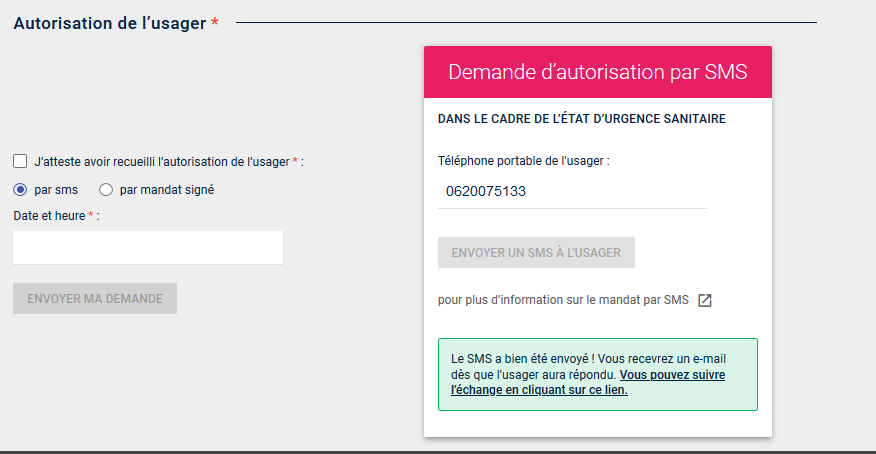 Autorisation de l'usager *
Demande d'autorisation par SMS
DANS LE CADRE DE L'ÉTAT D'URGENCE SANITAIRE
J'atteste avoir recueilli l'autorisation de l'usager * :
par sms
par mandat signé
Date et heure * :
ENVOYER MA DEMANDE
Téléphone portable de l'usager :
0620075133
ENVOYER UN SMS À L'USAGER
pour plus d'information sur le mandat par SMS
Le SMS a bien été envoyé ! Vous recevrez un e-mail
dès que l'usager aura répondu. Vous pouvez suivre
l'échange en cliquant sur ce lien.